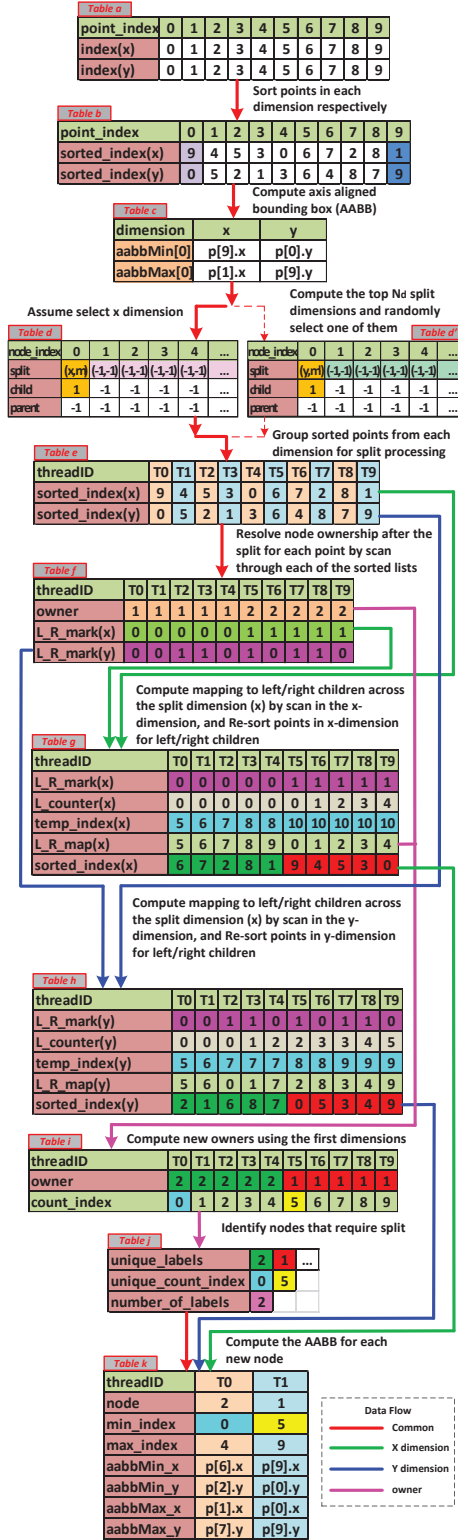 Table a
point_index 0 1 2 3 4 5 6 7 8 9
index(x) 0 1 2 3 4 5 6 7 8 9
index(y) 0 1 2 3 4 5 6 7 8 9
Sort points in each
dimension respectively
Table b
point_index 0 1 2 3 4 5 6 7 8 9
sorted_index(x) 9 4 5 3 0 6 7 2 8 1
sorted_index(y) 0 5 2 1 3 6 4 8 7 9
Compute axis aligned
bounding box (AABB)
Table c
dimension x y
aabbMin[0] p[9].x p[0].y
aabbMax[0] p[1].x p[9].y
Assume select x dimension
Compute the top Nd split
dimensions and randomly
select one of them
Table d
node_index 0 1 2 3 4 ...
split (x,m) (-1,-1) (-1,-1) (-1,-1) (-1,-1) ...
child 1 -1 -1 -1 -1 ...
parent -1 -1 -1 -1 -1 ...
Table d'
node_index 0 1 2 3 4 ...
split (y,m) (-1,-1) (-1,-1) (-1,-1) (-1,-1) ...
child 1 -1 -1 -1 -1 ...
parent -1 -1 -1 -1 -1 ...
Group sorted points from each
dimension for split processing
Table e
threadID T0 T1 T2 T3 T4 T5 T6 T7 T8 T9
sorted_index(x) 9 4 5 3 0 6 7 2 8 1
sorted_index(y) 0 5 2 1 3 6 4 8 7 9
Resolve node ownership after the
split for each point by scan
through each of the sorted lists
Table f
threadID T0 T1 T2 T3 T4 T5 T6 T7 T8 T9
owner 1 1 1 1 1 2 2 2 2 2
L_R_mark(x) 0 0 0 0 0 1 1 1 1 1
L_R_mark(y) 0 0 1 1 0 1 0 1 1 0
Compute mapping to left/right children across
the split dimension (x) by scan in the x-
dimension, and Re-sort points in x-dimension
for left/right children
Table g
threadID T0 T1 T2 T3 T4 T5 T6 T7 T8 T9
L_R_mark(x) 0 0 0 0 0 1 1 1 1 1
L_counter(x) 0 0 0 0 0 0 1 2 3 4
temp_index(x) 5 6 7 8 8 10 10 10 10 10
L_R_map(x) 5 6 7 8 9 0 1 2 3 4
sorted_index(x) 6 7 2 8 1 9 4 5 3 0
Compute mapping to left/right children across
the split dimension (x) by scan in the y-
dimension, and Re-sort points in y-dimension
for left/right children
Table h
threadID T0 T1 T2 T3 T4 T5 T6 T7 T8 T9
L_R_mark(y) 0 0 1 1 0 1 0 1 1 0
L_counter(y) 0 0 0 1 2 2 3 3 4 5
temp_index(y) 5 6 7 7 7 8 8 9 9 9
L_R_map(y) 5 6 0 1 7 2 8 3 4 9
sorted_index(y) 2 1 6 8 7 0 5 3 4 9
Table i
Compute new owners using the first dimensions
threadID T0 T1 T2 T3 T4 T5 T6 T7 T8 T9
owner 2 2 2 2 2 1 1 1 1 1
count_index 0 1 2 3 4 5 6 7 8 9
Identify nodes that require split
Table j
unique_labels 2 1 ...
unique_count_index 0 5
number_of_labels 2
Compute the AABB for each
new node
Table k
threadID T0 T1
node 2 1
min_index 0 5
max_index 4 9
aabbMin_x p[6].x p[9].x
aabbMin_y p[2].y p[0].y
aabbMax_x p[1].x p[0].x
aabbMax_y p[7].y p[9].y
Data Flow
Common
X dimension
Y dimension
owner